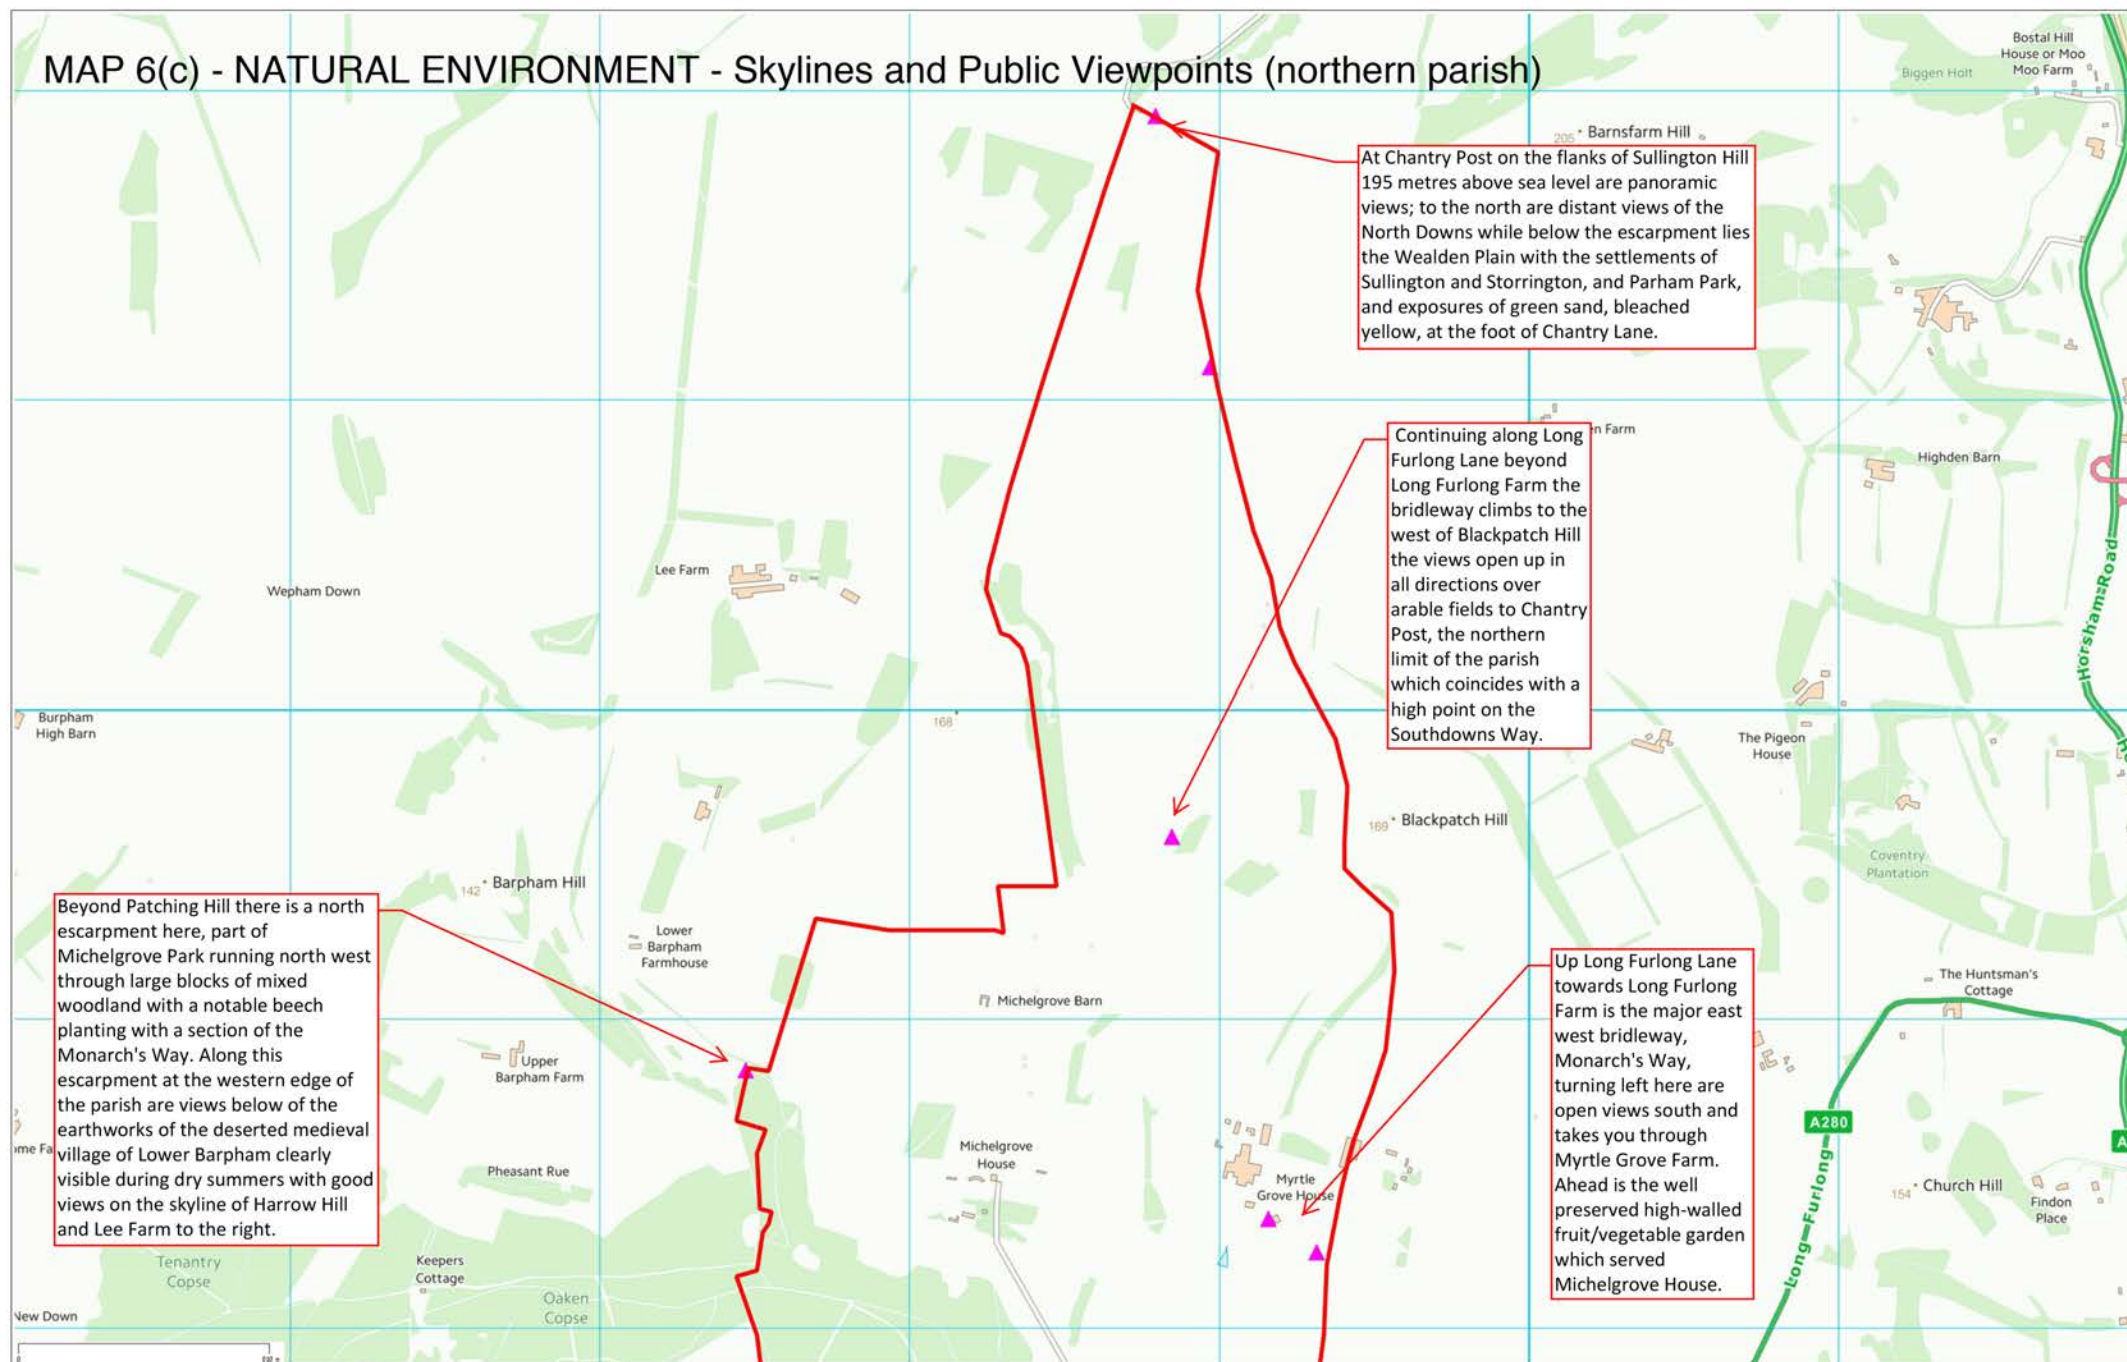 MAP 6(c) - NATURAL ENVIRONMENT - Skylines and Public Viewpoints (northern parish)
Bostal Hill
House or Moo
Moo Farm
Biggen Holt
205
Barnsfarm Hill
At Chantry Post on the flanks of Sullington Hill
195 metres above sea level are panoramic
views; to the north are distant views of the
North Downs while below the escarpment lies
the Wealden Plain with the settlements of
Sullington and Storrington, and Parham Park,
and exposures of green sand, bleached
yellow, at the foot of Chantry Lane.
Continuing along Long
Furlong Lane beyond
Long Furlong Farm the
bridleway climbs to the
west of Blackpatch Hill
the views open up in
all directions over
arable fields to Chantry
Post, the northern
limit of the parish
which coincides with a
high point on the
Southdowns Way.
en Farm
Highden Barn
Horsham Road
Lee Farm
Wepham Down
Burpham
High Barn
168
The Pigeon
House
169
Blackpatch Hill
Coventry
Plantation
142
Barpham Hill
Lower
Barpham
Farmhouse
Beyond Patching Hill there is a north
escarpment here, part of
Michelgrove Park running north west
through large blocks of mixed
woodland with a notable beech
planting with a section of the
Monarch's Way. Along this
escarpment at the western edge of
the parish are views below of the
earthworks of the deserted medieval
village of Lower Barpham clearly
visible during dry summers with good
views on the skyline of Harrow Hill
and Lee Farm to the right.
Michelgrove Barn
Up Long Furlong Lane
towards Long Furlong
Farm is the major east
west bridleway,
Monarch's Way,
turning left here are
open views south and
takes you through
Myrtle Grove Farm.
Ahead is the well
preserved high-walled
fruit/vegetable garden
which served
Michelgrove House.
The Huntsman's
Cottage
Upper
Barpham Farm
A280
A
ome Fa
Michelgrove
House
Pheasant Rue
Myrtle
Grove House
154
Church Hill
Findon
Place
Long Furlong
Tenantry
Copse
Keepers
Cottage
Oaken
Copse
New Down
0